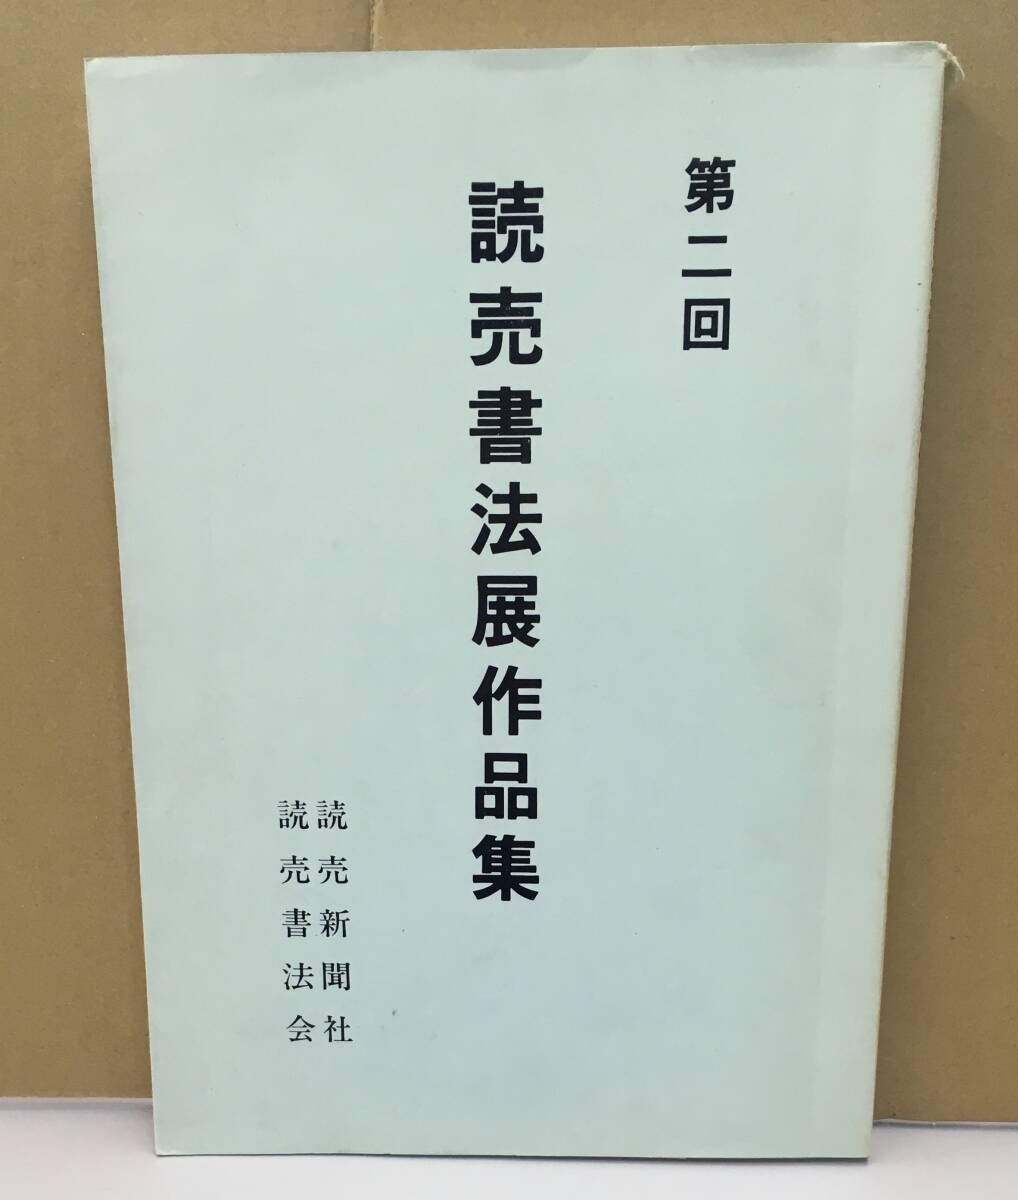 第二回
読売書法展作品集
読売新聞社
読売書法会